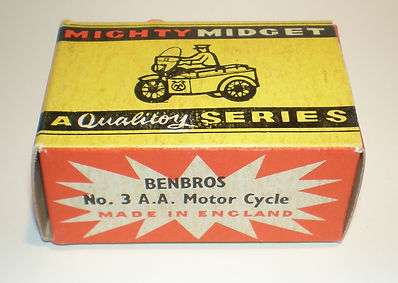 MIGHTY MIDGET
A Qualitoy SERIES
BENBROS
No. 3 A.A. Motor Cycle
MADE IN ENGLAND